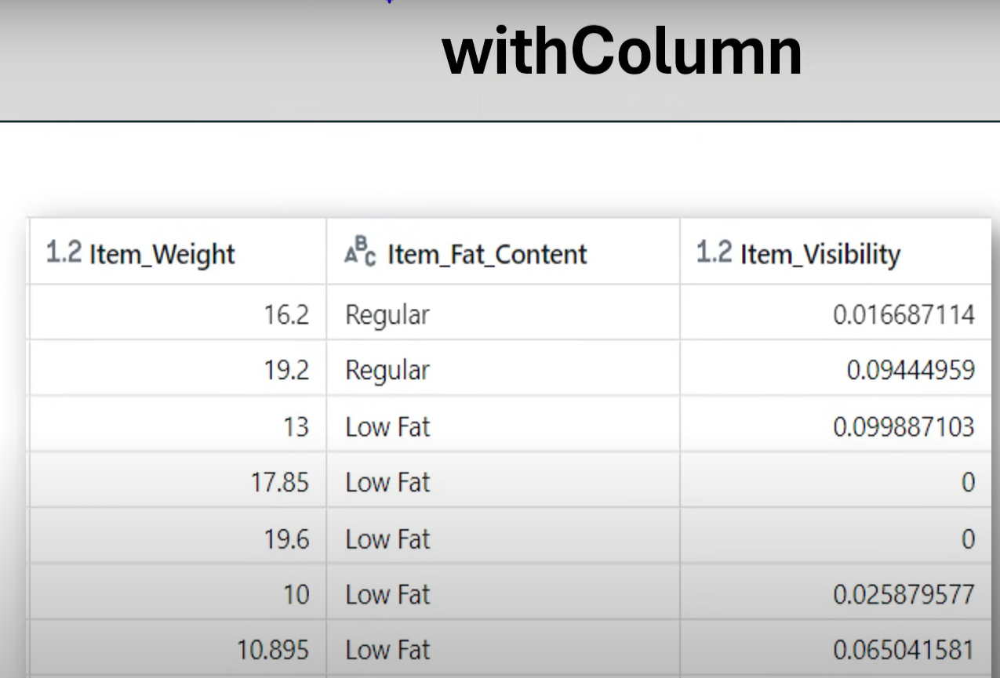 withColumn
1.2 Item_Weight ABC Item_Fat_Content 1.2 Item_Visibility
16.2 Regular 0.016687114
19.2 Regular 0.09444959
13 Low Fat 0.099887103
17.85 Low Fat 0
19.6 Low Fat 0
10 Low Fat 0.025879577
10.895 Low Fat 0.065041581